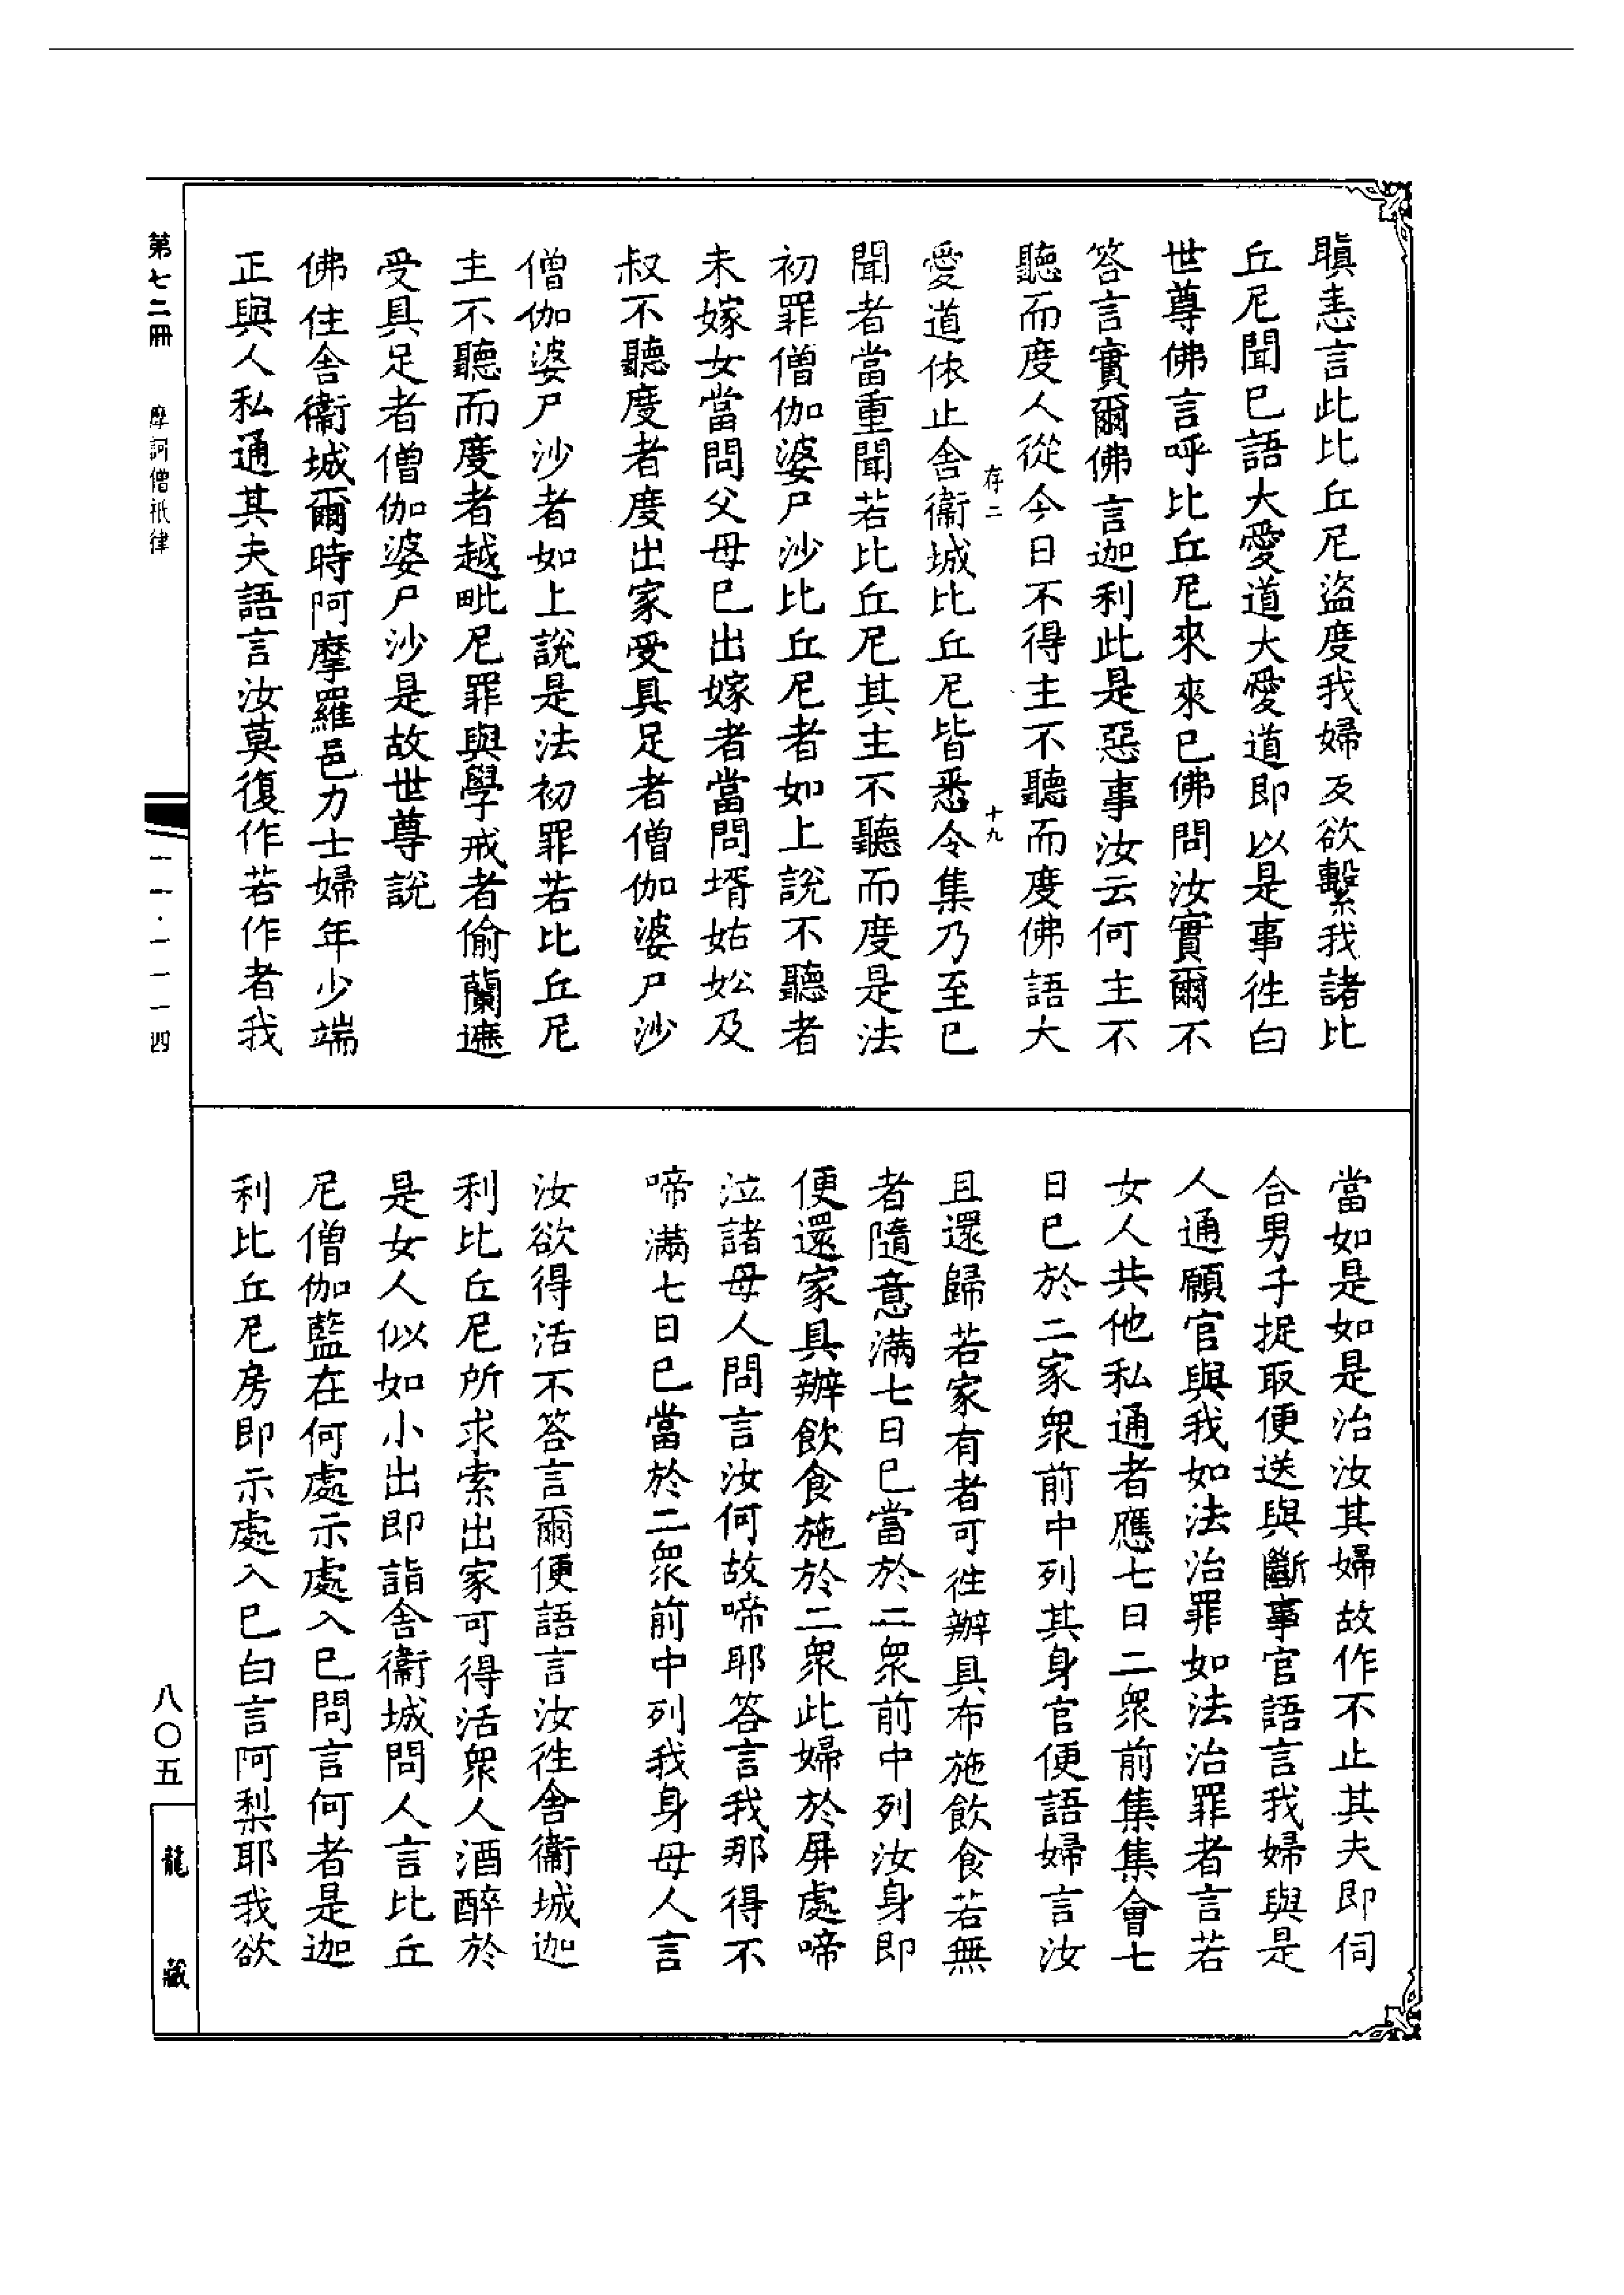 瞋恚言此比丘尼盜度我婦反欲繫我諸比
丘尼聞已語大愛道大愛道即以是事往白
世尊佛言呼比丘尼來來已佛問汝實爾不
答言實爾佛言迦利此是惡事汝云何主不
聽而度人從今日不得主不聽而度佛語大
存二
十九
愛道依止舍衛城比丘尼皆悉令集乃至已
聞者當重聞若比丘尼其主不聽而度是法
初罪僧伽婆尸沙比丘尼者如上說不聽者
未嫁女當問父母已出嫁者當問壻姑妐及
叔不聽度者度出家受具足者僧伽婆尸沙
僧伽婆尸沙者如上說是法初罪若比丘尼
主不聽而度者越毗尼罪與學戒者偷蘭遮
受具足者僧伽婆尸沙是故世尊說
佛住舍衛城爾時阿摩羅邑力士婦年少端
正與人私通其夫語言汝莫復作若作者我
當如是如是治汝其婦故作不止其夫即伺
合男子捉取便送與斷事官語言我婦與是
人通願官與我如法治罪如法治罪者言若
女人共他私通者應七日二眾前集集會七
日已於二家眾前中列其身官便語婦言汝
且還歸若家有者可往辦具布施飲食若無
者隨意滿七日已當於二眾前中列汝身即
便還家具辦飲食施於二眾此婦於屏處啼
泣諸母人問言汝何故啼耶答言我那得不
啼滿七日已當於二眾前中列我身母人言
汝欲得活不答言爾便語言汝往舍衛城迦
利比丘尼所求索出家可得活眾人酒醉於
是女人似如小出即詣舍衛城問人言比丘
尼僧伽藍在何處示處入已問言何者是迦
利比丘尼房即示處入已白言阿梨耶我欲
第七二冊
摩訶僧祇律
一一·一一一四
八〇五
龍藏